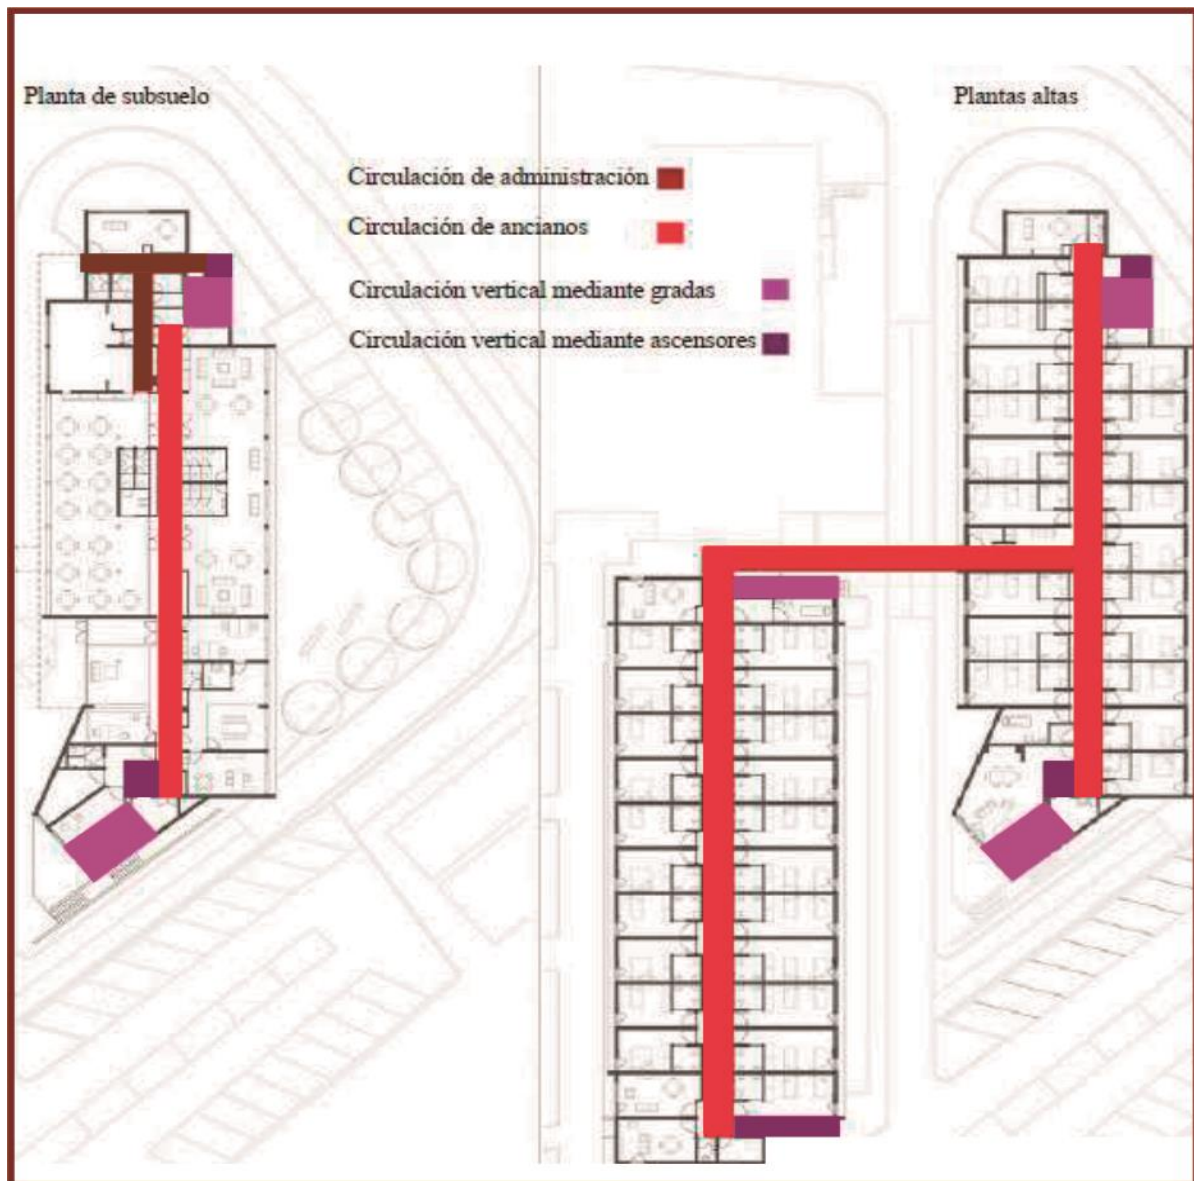 Planta de subsuelo
Plantas altas
Circulación de administración
Circulación de ancianos
Circulación vertical mediante gradas
Circulación vertical mediante ascensores